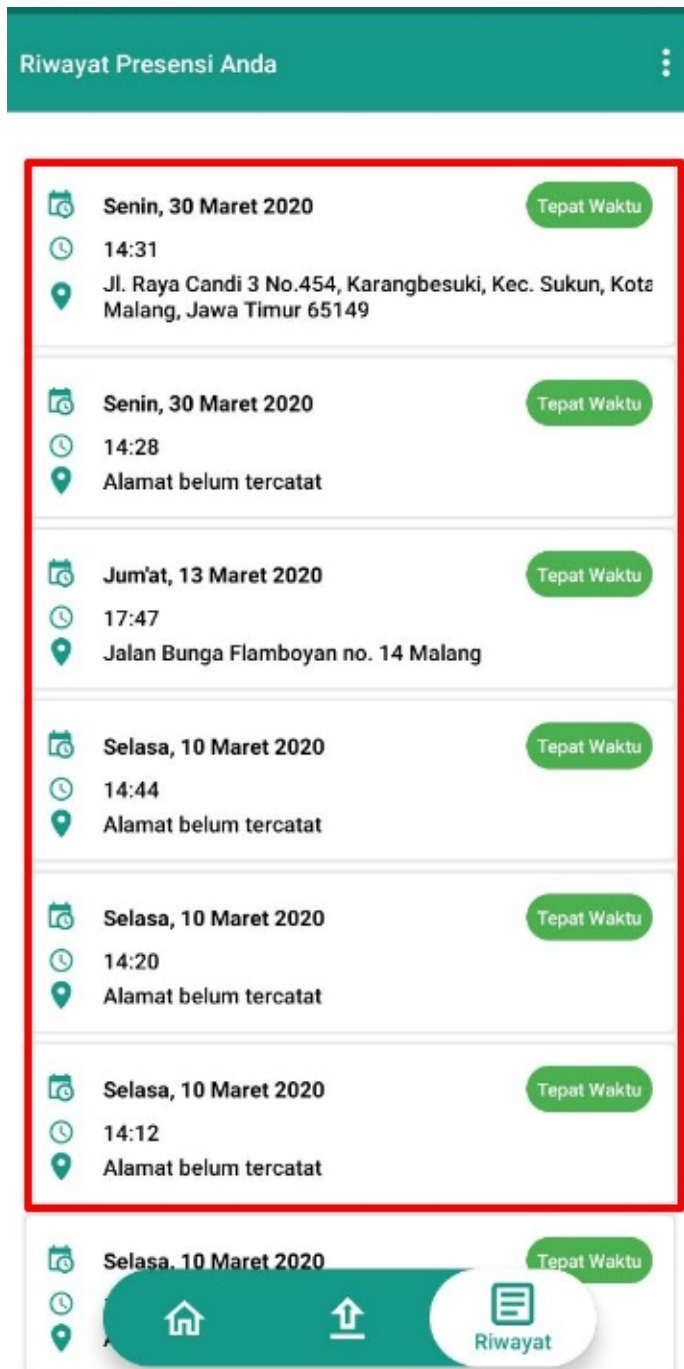 Riwayat Presensi Anda
Senin, 30 Maret 2020
Tepat Waktu
14:31
Jl. Raya Candi 3 No.454, Karangbesuki, Kec. Sukun, Kota
Malang, Jawa Timur 65149
Senin, 30 Maret 2020
Tepat Waktu
14:28
Alamat belum tercatat
Jum'at, 13 Maret 2020
Tepat Waktu
17:47
Jalan Bunga Flamboyan no. 14 Malang
Selasa, 10 Maret 2020
Tepat Waktu
14:44
Alamat belum tercatat
Selasa, 10 Maret 2020
Tepat Waktu
14:20
Alamat belum tercatat
Selasa, 10 Maret 2020
Tepat Waktu
14:12
Alamat belum tercatat
Selasa, 10 Maret 2020
Tepat Waktu
Riwayat